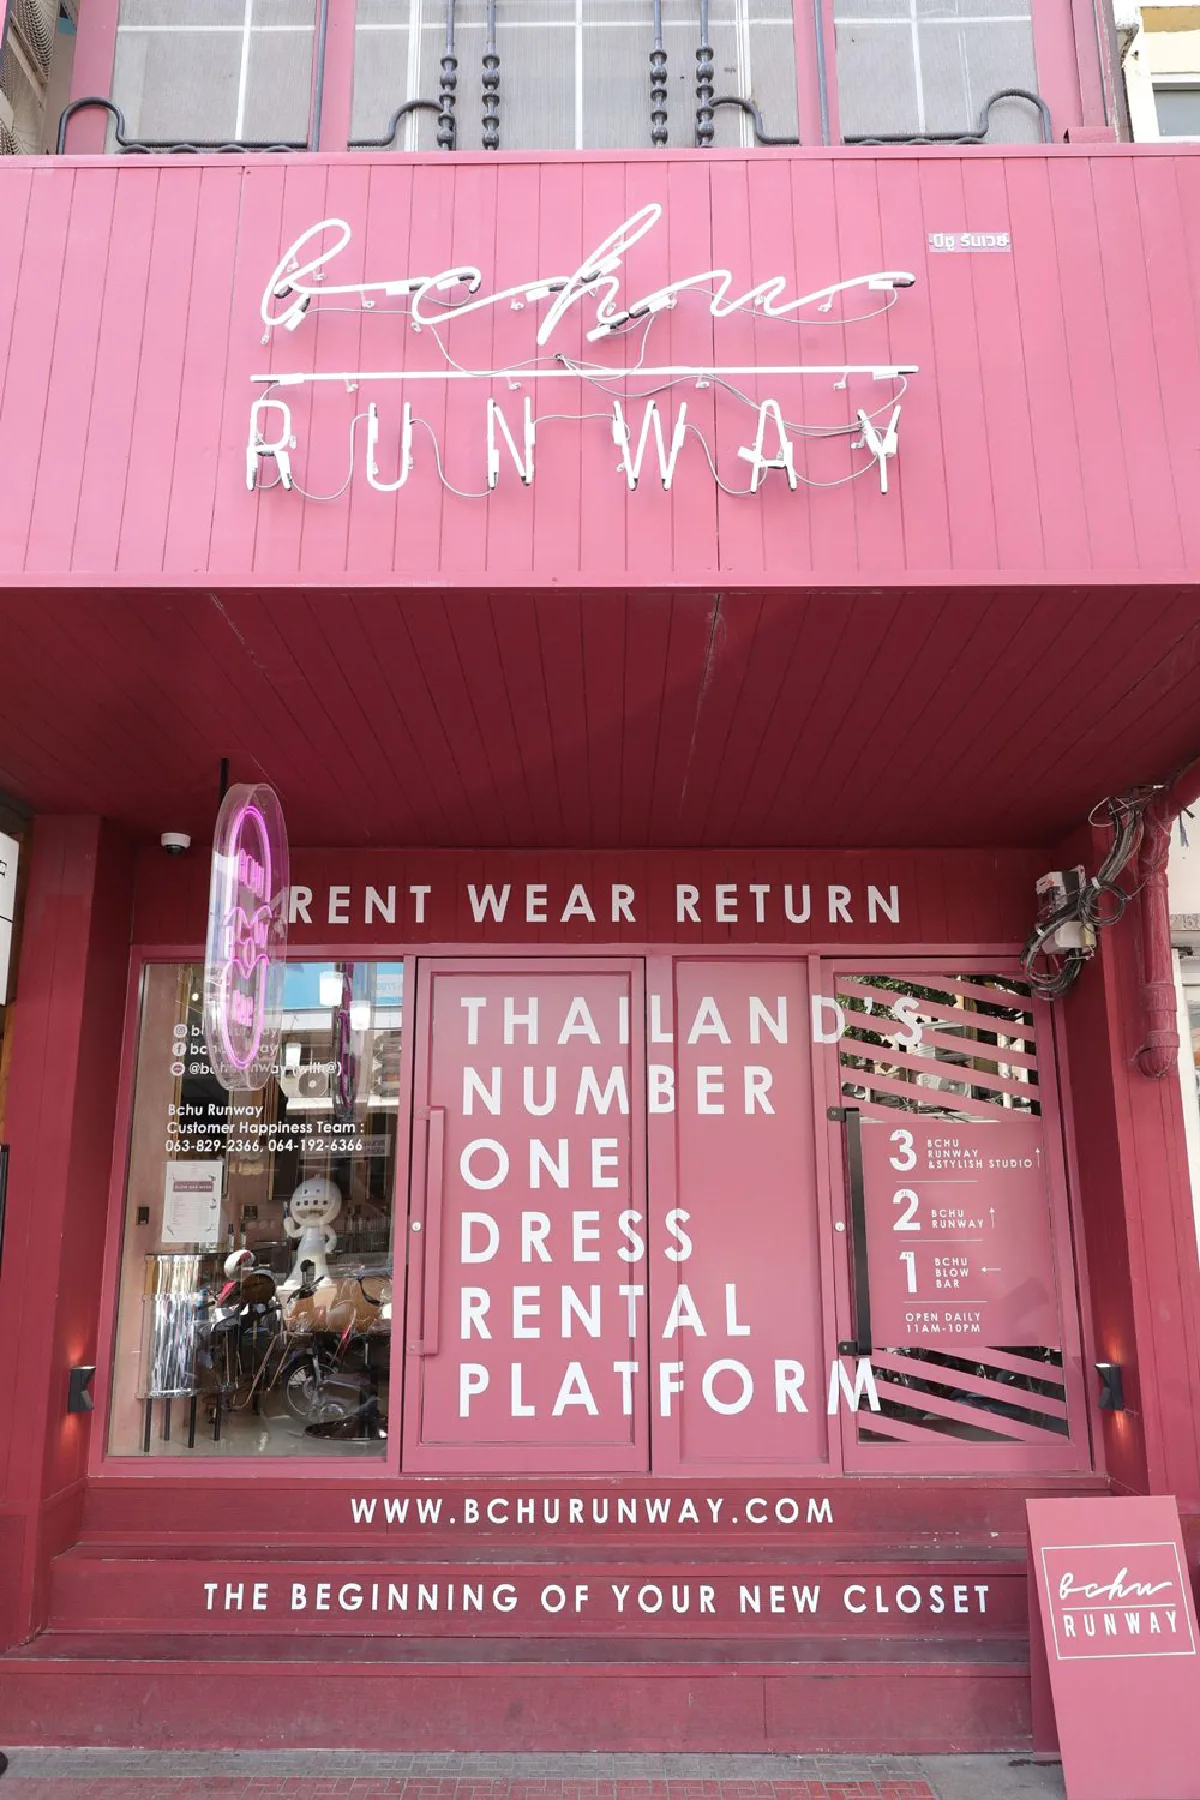 bchu
RUNWAY
บีชู รันเวย์
RENT WEAR RETURN
BCHU
THAILAND'S
NUMBER
ONE
DRESS
RENTAL
PLATFORM
Bchu Runway
Customer Happiness Team :
063-829-2366, 064-192-6366
3 BCHU
RUNWAY
&STYLISH STUDIO
2 BCHU
RUNWAY
1 BCHU
BLOW
BAR
OPEN DAILY
11AM-10PM
WWW.BCHURUNWAY.COM
THE BEGINNING OF YOUR NEW CLOSET
bchu
RUNWAY